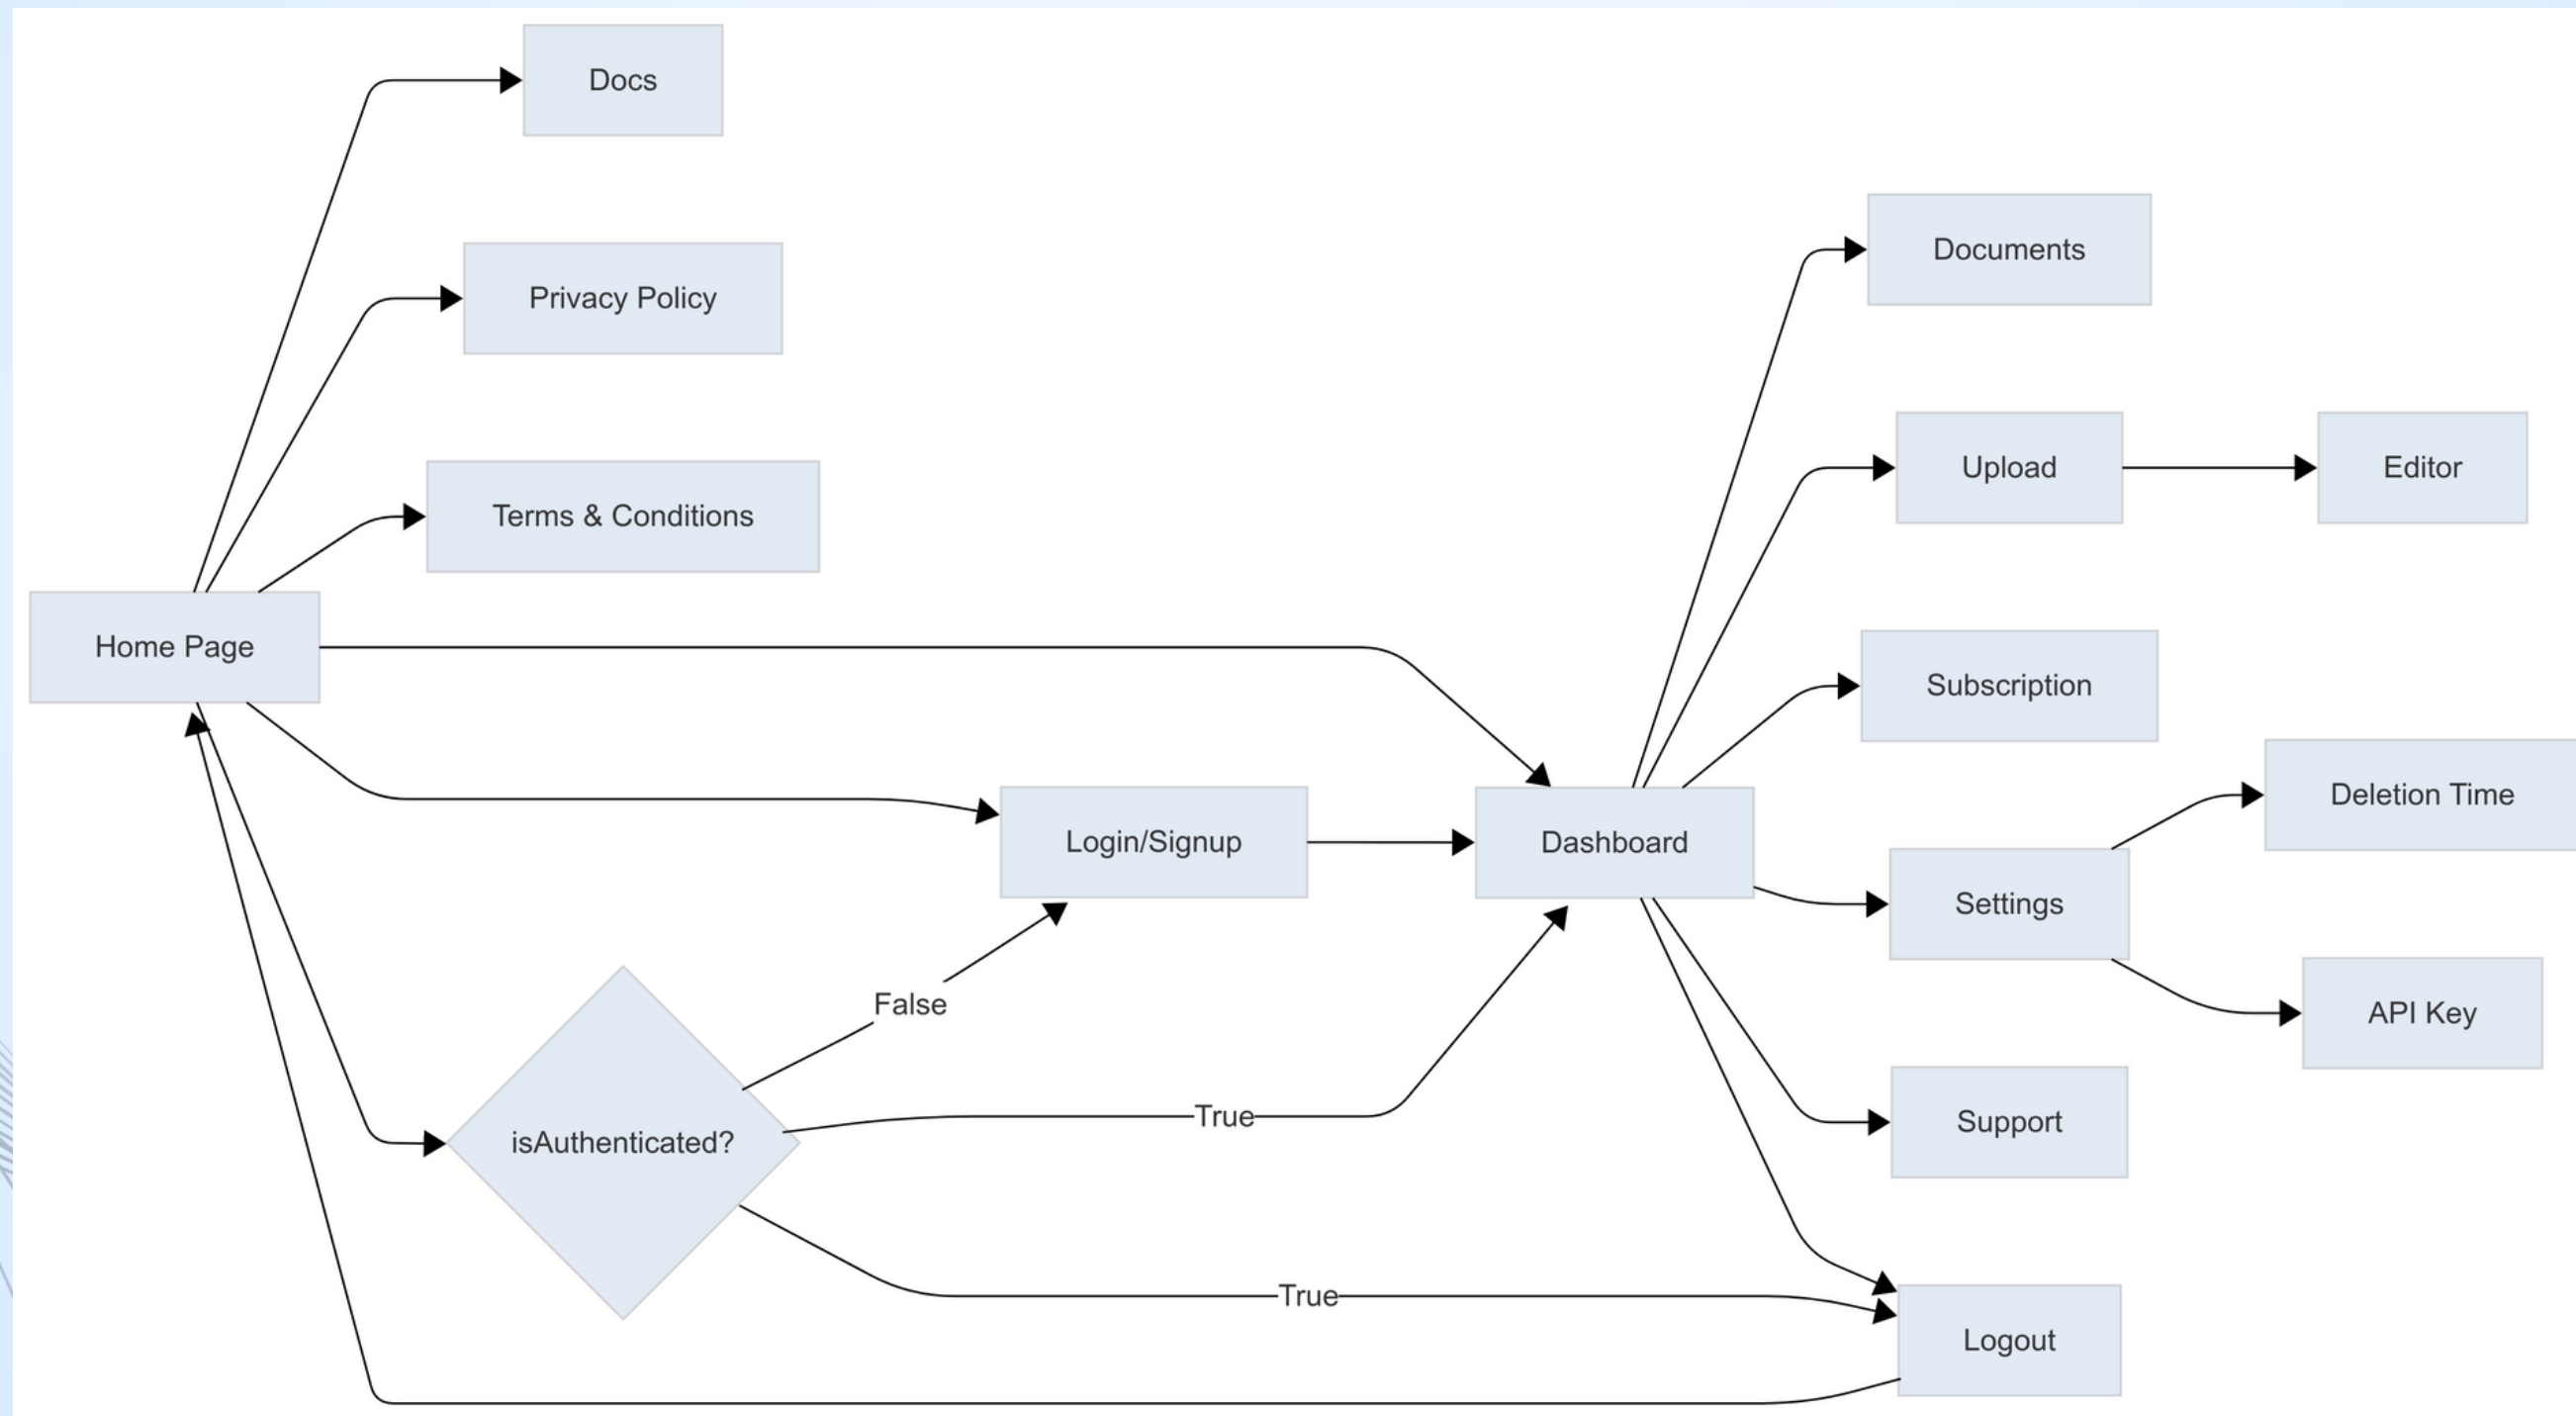 Docs
Privacy Policy
Terms & Conditions
Home Page
Login/Signup
isAuthenticated?
False
True
True
Dashboard
Documents
Upload
Editor
Subscription
Settings
Deletion Time
API Key
Support
Logout